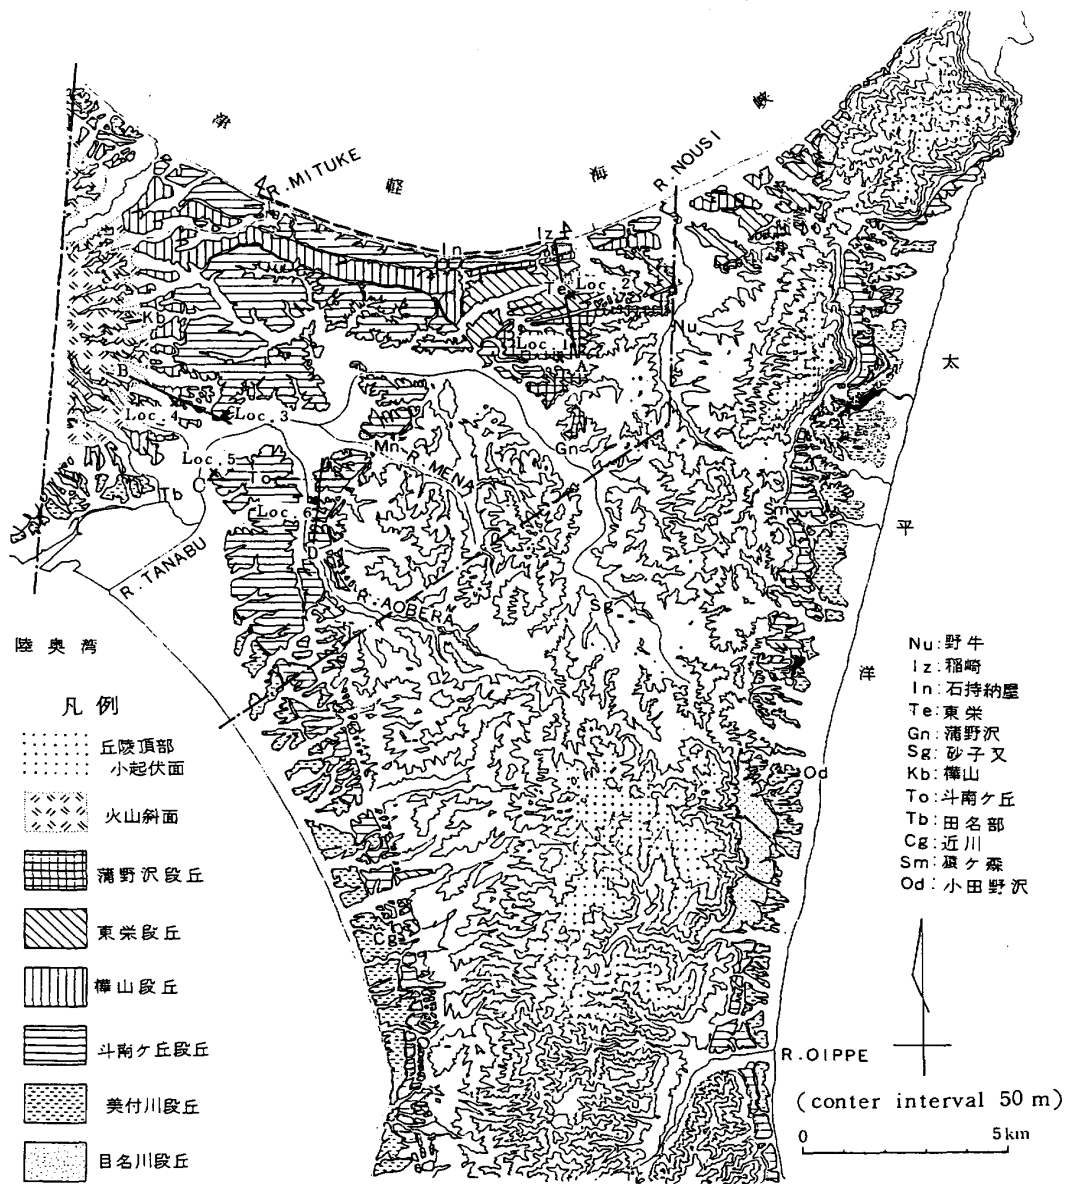 津
軽
海
峡
R.MITUKE
R.NOUSI
In
Iz
Te
Loc.2
Loc.1
A
Nu
Kb
B
Loc.4
Loc.3
Loc.5
C
To
Tb
Loc.6
D
Mn
R.MENA
Gn
Sm
R.TANABU
R.AOBERA
Sg
Od
Cg
R.OIPPE
太
平
洋
陸奥湾
凡例
丘陵頂部
小起伏面
火山斜面
蒲野沢段丘
東栄段丘
樺山段丘
斗南ケ丘段丘
美付川段丘
目名川段丘
Nu:野牛
Iz:稲崎
In:石持納屋
Te:東栄
Gn:蒲野沢
Sg:砂子又
Kb:樺山
To:斗南ケ丘
Tb:田名部
Cg:近川
Sm:猿ケ森
Od:小田野沢
(conter interval 50 m)
0 5km